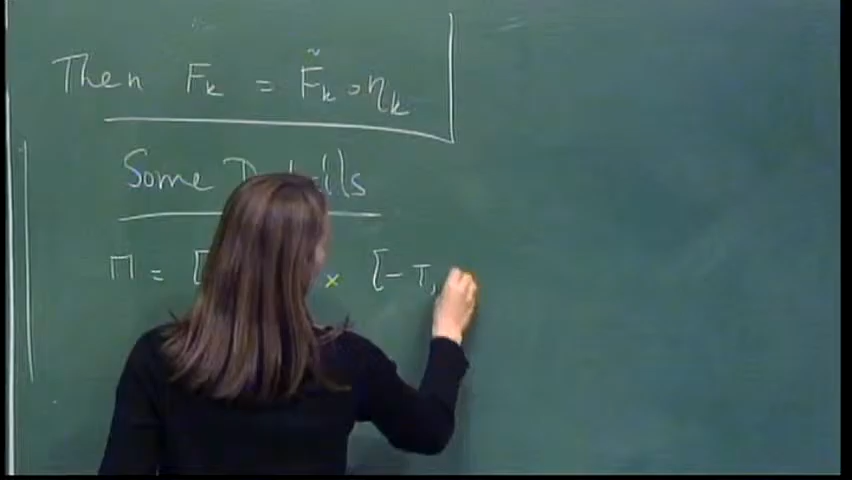 Then F_k = F̃_k ∘ η_k
Some
Π = [ × [-T,